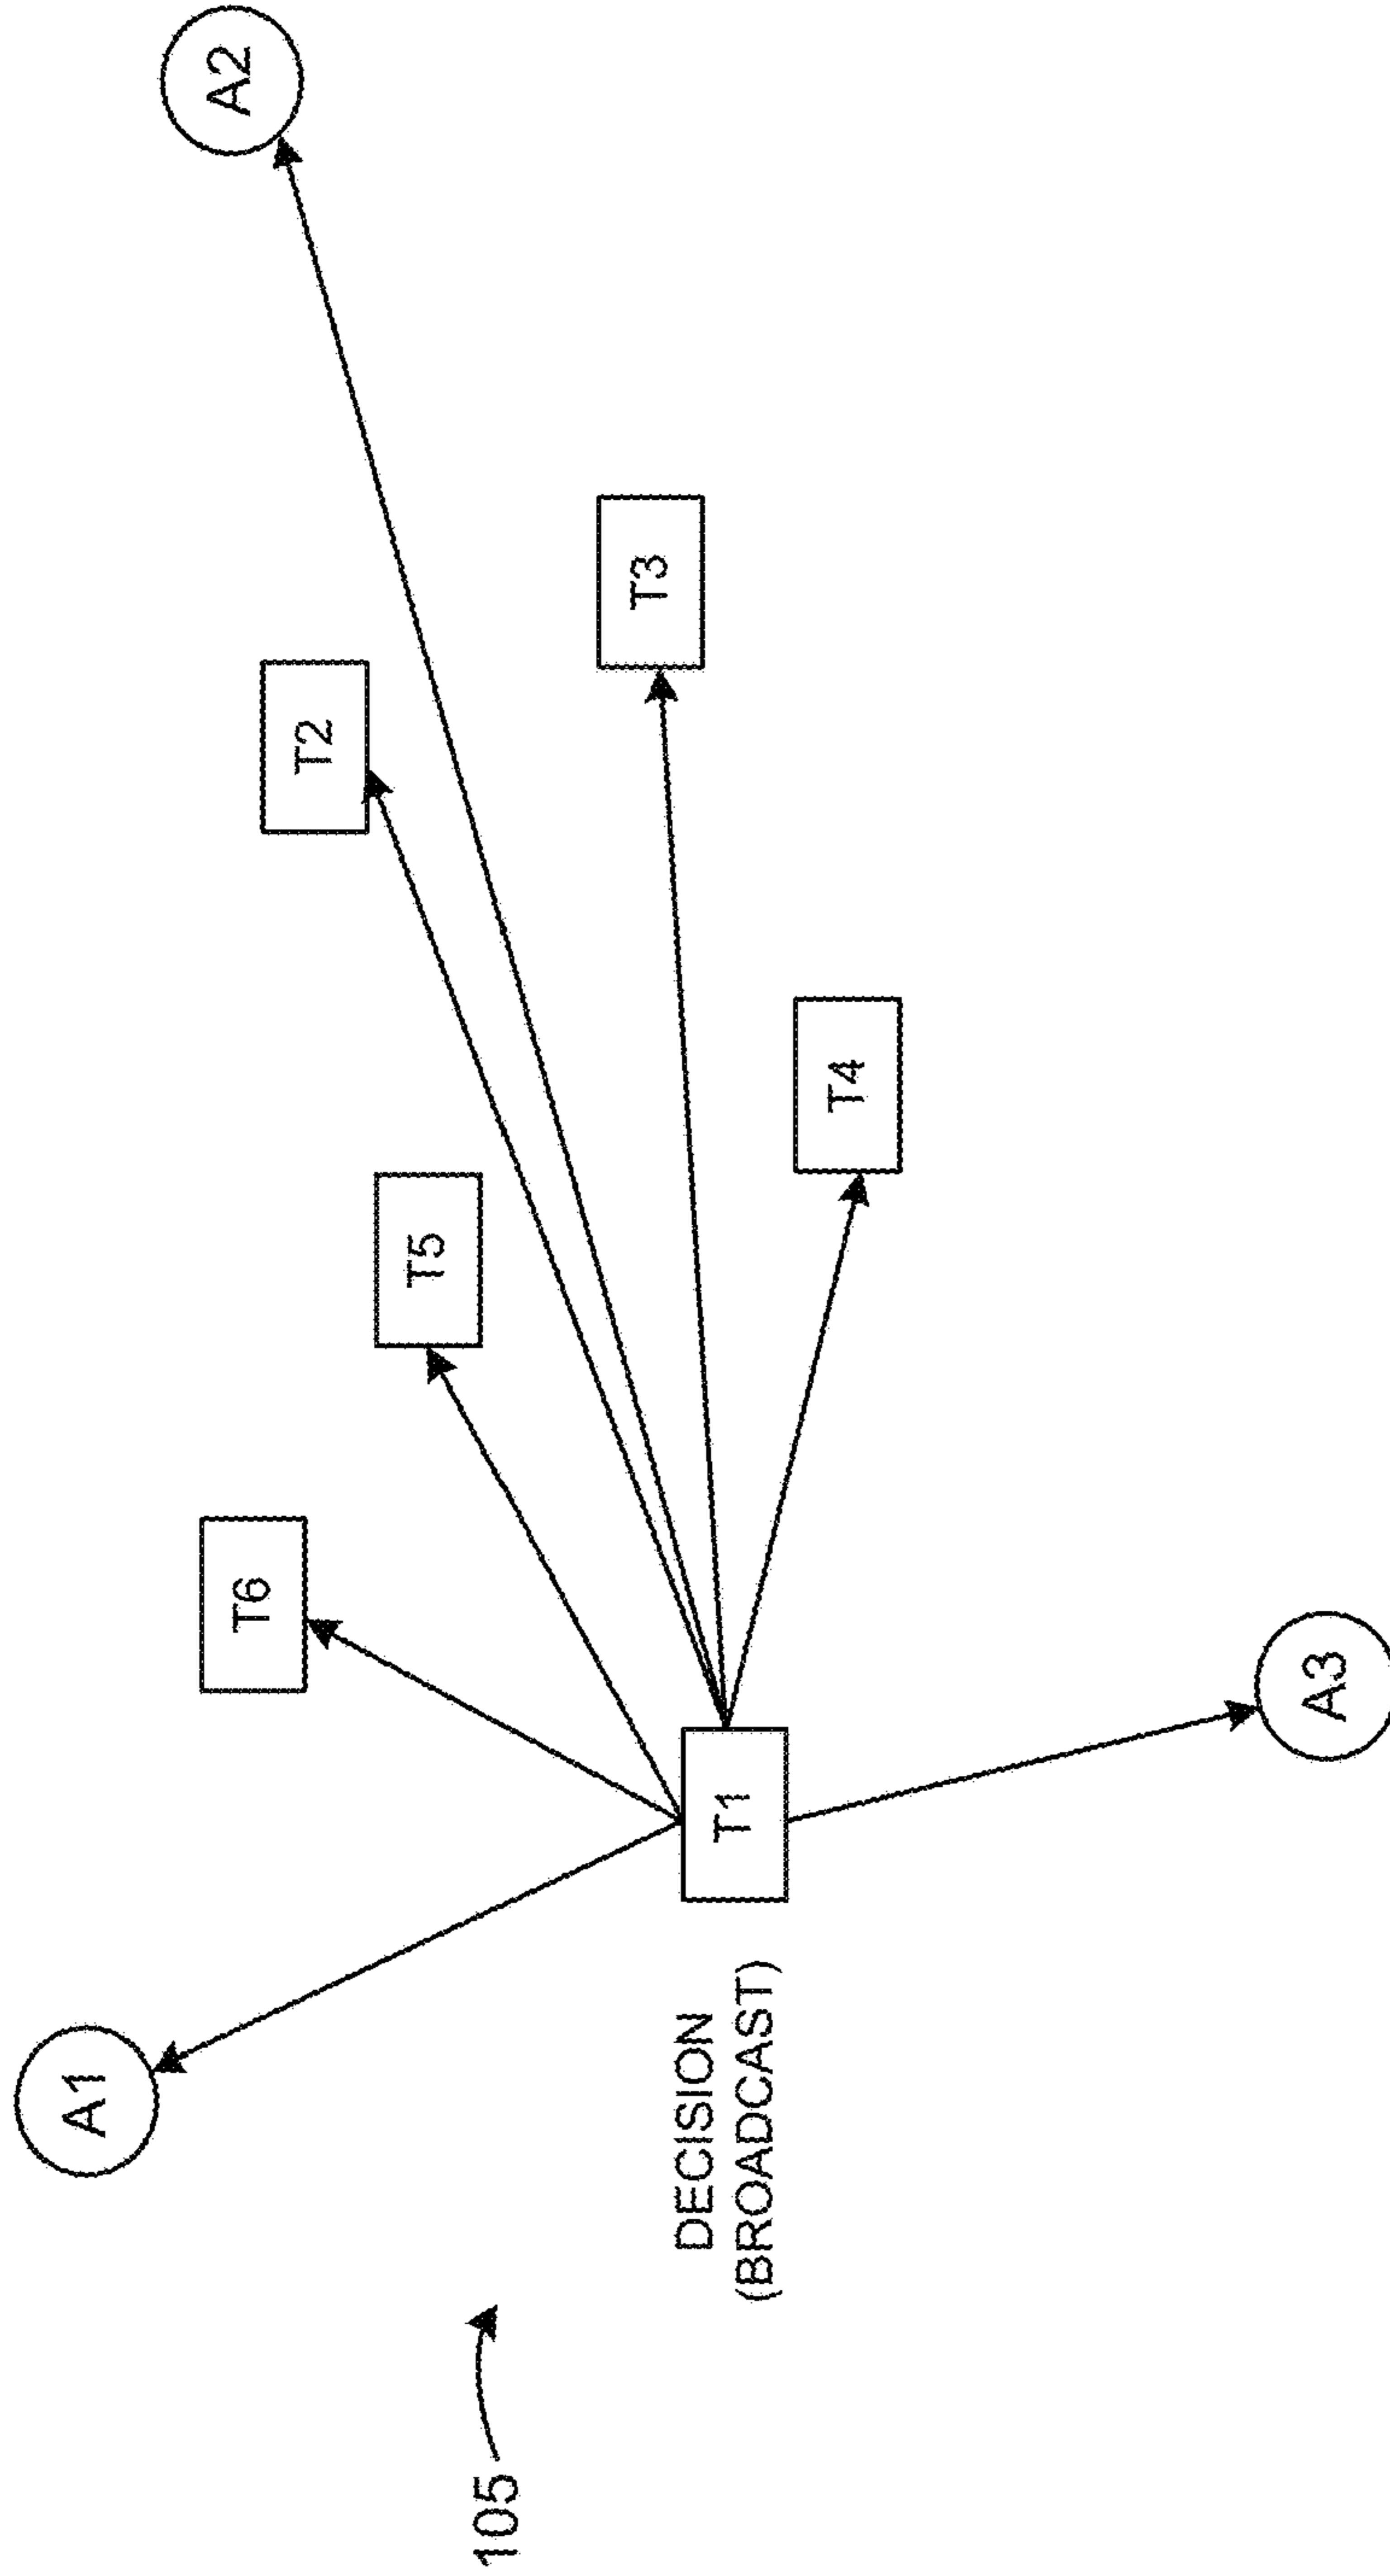 A1
A2
T6
T2
T5
T3
T1
T4
DECISION
(BROADCAST)
105
A3